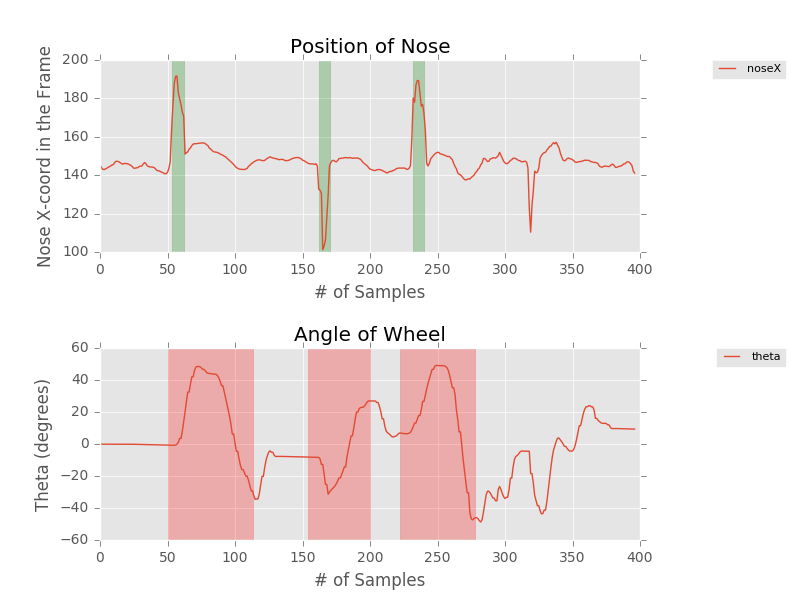 Position of Nose
Nose X-coord in the Frame
200
180
160
140
120
100
0 50 100 150 200 250 300 350 400
# of Samples
noseX
Angle of Wheel
Theta (degrees)
60
40
20
0
−20
−40
−60
0 50 100 150 200 250 300 350 400
# of Samples
theta